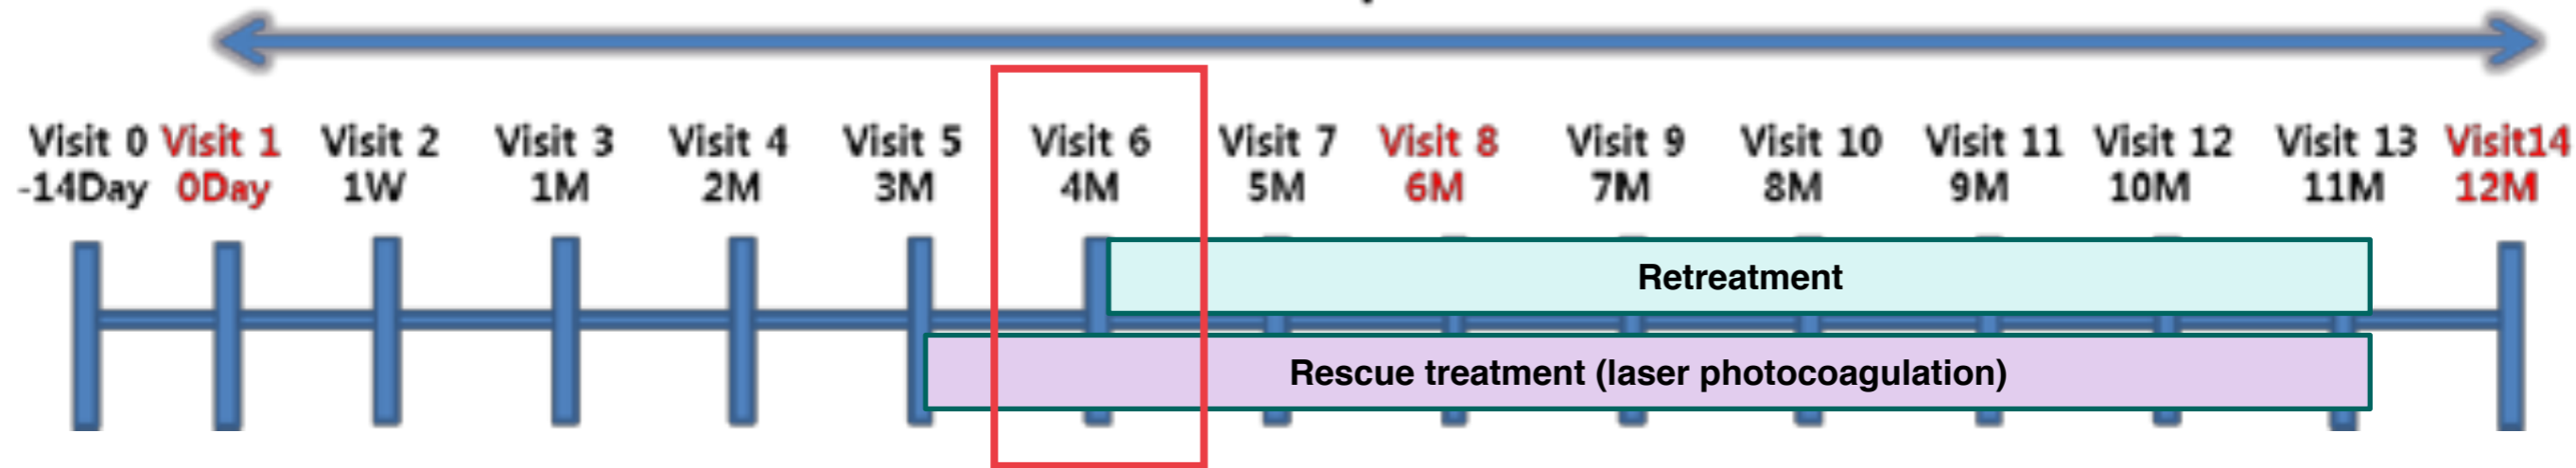 Visit 0 Visit 1 Visit 2 Visit 3 Visit 4 Visit 5 Visit 6 Visit 7 Visit 8 Visit 9 Visit 10 Visit 11 Visit 12 Visit 13 Visit14
-14Day 0Day 1W 1M 2M 3M 4M 5M 6M 7M 8M 9M 10M 11M 12M
Retreatment
Rescue treatment (laser photocoagulation)